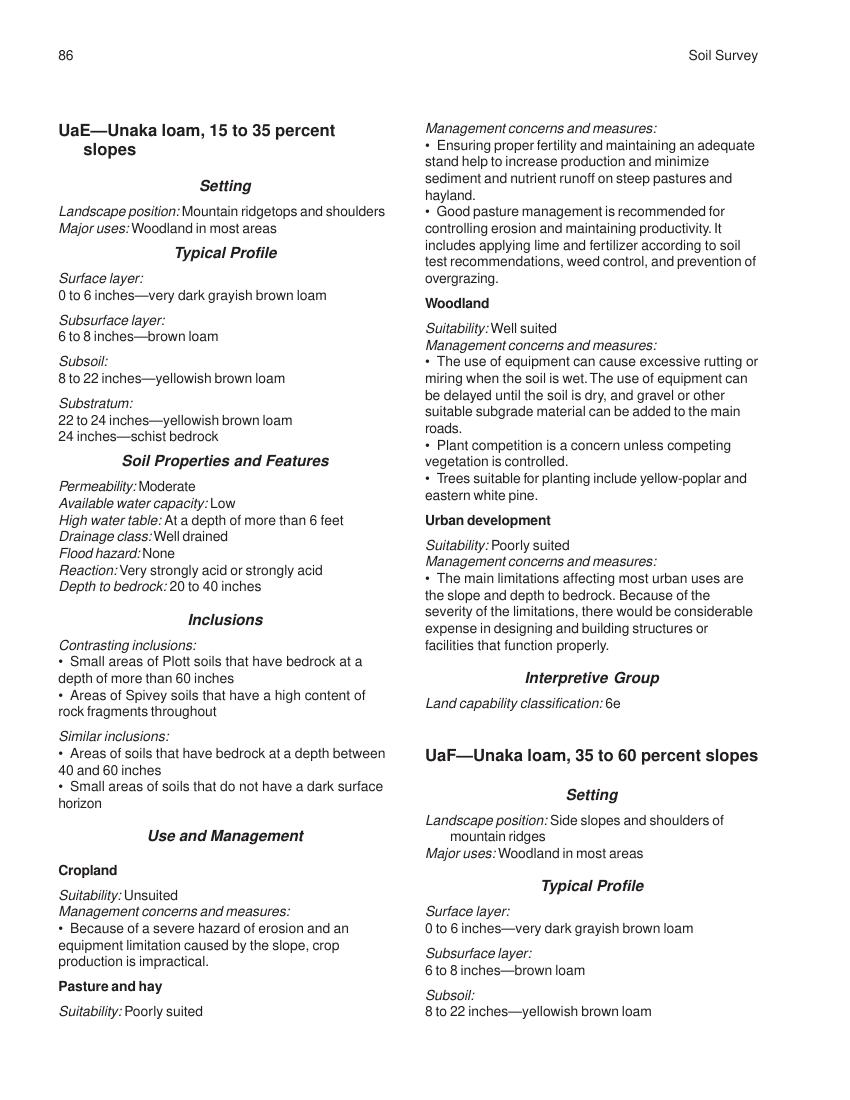 86
Soil Survey
UaE—Unaka loam, 15 to 35 percent
slopes
Setting
Landscape position: Mountain ridgetops and shoulders
Major uses: Woodland in most areas
Typical Profile
Surface layer:
0 to 6 inches—very dark grayish brown loam
Subsurface layer:
6 to 8 inches—brown loam
Subsoil:
8 to 22 inches—yellowish brown loam
Substratum:
22 to 24 inches—yellowish brown loam
24 inches—schist bedrock
Soil Properties and Features
Permeability: Moderate
Available water capacity: Low
High water table: At a depth of more than 6 feet
Drainage class: Well drained
Flood hazard: None
Reaction: Very strongly acid or strongly acid
Depth to bedrock: 20 to 40 inches
Inclusions
Contrasting inclusions:
• Small areas of Plott soils that have bedrock at a
depth of more than 60 inches
• Areas of Spivey soils that have a high content of
rock fragments throughout
Similar inclusions:
• Areas of soils that have bedrock at a depth between
40 and 60 inches
• Small areas of soils that do not have a dark surface
horizon
Use and Management
Cropland
Suitability: Unsuited
Management concerns and measures:
• Because of a severe hazard of erosion and an
equipment limitation caused by the slope, crop
production is impractical.
Pasture and hay
Suitability: Poorly suited
Management concerns and measures:
• Ensuring proper fertility and maintaining an adequate
stand help to increase production and minimize
sediment and nutrient runoff on steep pastures and
hayland.
• Good pasture management is recommended for
controlling erosion and maintaining productivity. It
includes applying lime and fertilizer according to soil
test recommendations, weed control, and prevention of
overgrazing.
Woodland
Suitability: Well suited
Management concerns and measures:
• The use of equipment can cause excessive rutting or
miring when the soil is wet. The use of equipment can
be delayed until the soil is dry, and gravel or other
suitable subgrade material can be added to the main
roads.
• Plant competition is a concern unless competing
vegetation is controlled.
• Trees suitable for planting include yellow-poplar and
eastern white pine.
Urban development
Suitability: Poorly suited
Management concerns and measures:
• The main limitations affecting most urban uses are
the slope and depth to bedrock. Because of the
severity of the limitations, there would be considerable
expense in designing and building structures or
facilities that function properly.
Interpretive Group
Land capability classification: 6e
UaF—Unaka loam, 35 to 60 percent slopes
Setting
Landscape position: Side slopes and shoulders of
mountain ridges
Major uses: Woodland in most areas
Typical Profile
Surface layer:
0 to 6 inches—very dark grayish brown loam
Subsurface layer:
6 to 8 inches—brown loam
Subsoil:
8 to 22 inches—yellowish brown loam